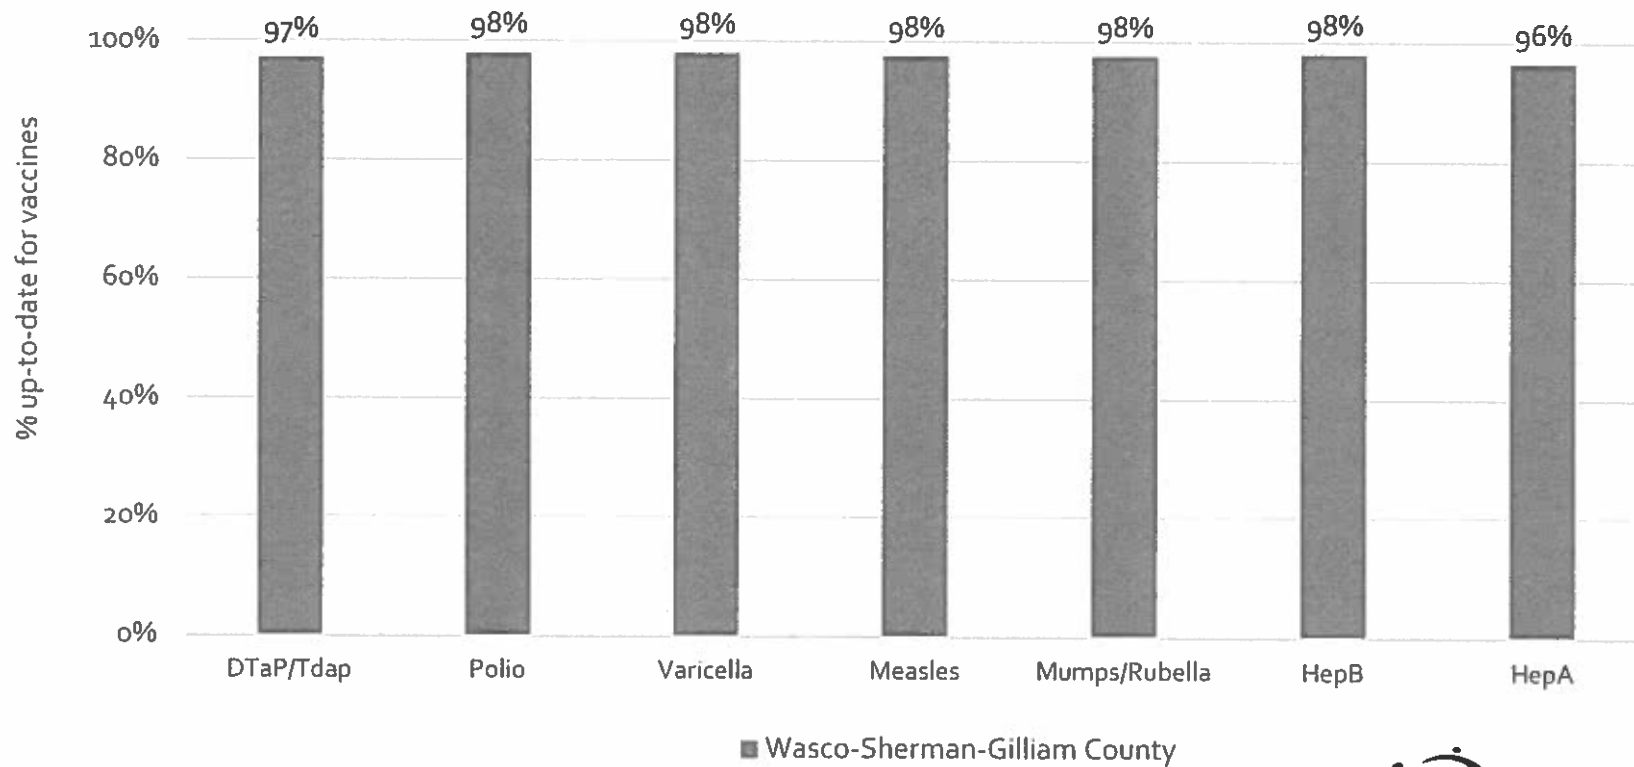 97% 98% 98% 98% 98% 98% 96%
100%
80%
60%
40%
20%
0%
% up-to-date for vaccines
DTaP/Tdap Polio Varicella Measles Mumps/Rubella HepB HepA
Wasco-Sherman-Gilliam County